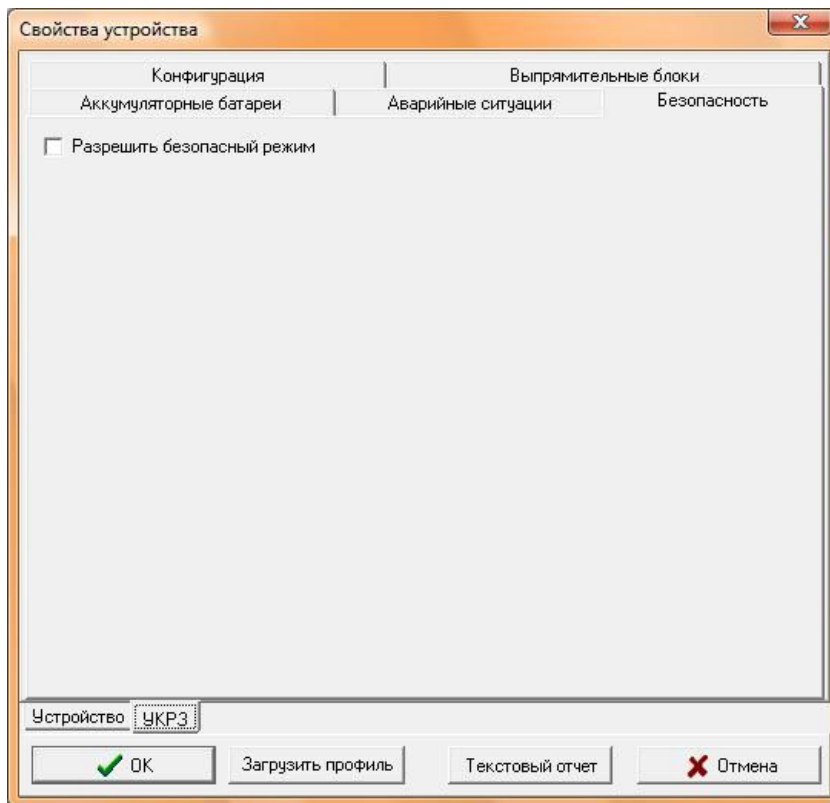 Свойства устройства
Конфигурация Выпрямительные блоки
Аккумуляторные батареи Аварийные ситуации Безопасность
Разрешить безопасный режим
Устройство УКРЗ
ОК Загрузить профиль Текстовый отчет Отмена